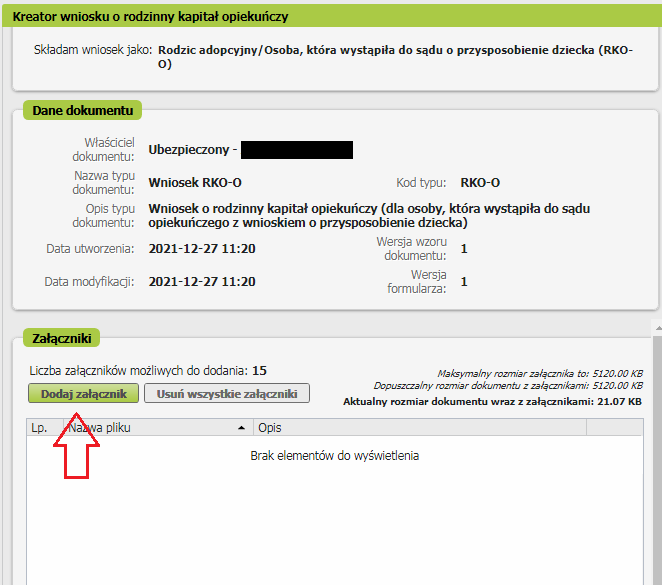 Kreator wniosku o rodzinny kapitał opiekuńczy
Składam wniosek jako: Rodzic adopcyjny/Osoba, która wystąpiła do sądu o przysposobienie dziecka (RKO-
O)
Dane dokumentu
Właściciel
dokumentu: Ubezpieczony -
Nazwa typu
dokumentu: Wniosek RKO-O Kod typu: RKO-O
Opis typu Wniosek o rodzinny kapitał opiekuńczy (dla osoby, która wystąpiła do sądu
dokumentu: opiekuńczego z wnioskiem o przysposobienie dziecka)
Data utworzenia: 2021-12-27 11:20 Wersja wzoru
dokumentu: 1
Data modyfikacji: 2021-12-27 11:20 Wersja
formularza: 1
Załączniki
Liczba załączników możliwych do dodania: 15
Maksymalny rozmiar załącznika to: 5120.00 KB
Dopuszczalny rozmiar dokumentu z załącznikami: 5120.00 KB
Dodaj załącznik Usuń wszystkie załączniki
Aktualny rozmiar dokumentu wraz z załącznikami: 21.07 KB
Lp. Nazwa pliku Opis
Brak elementów do wyświetlenia